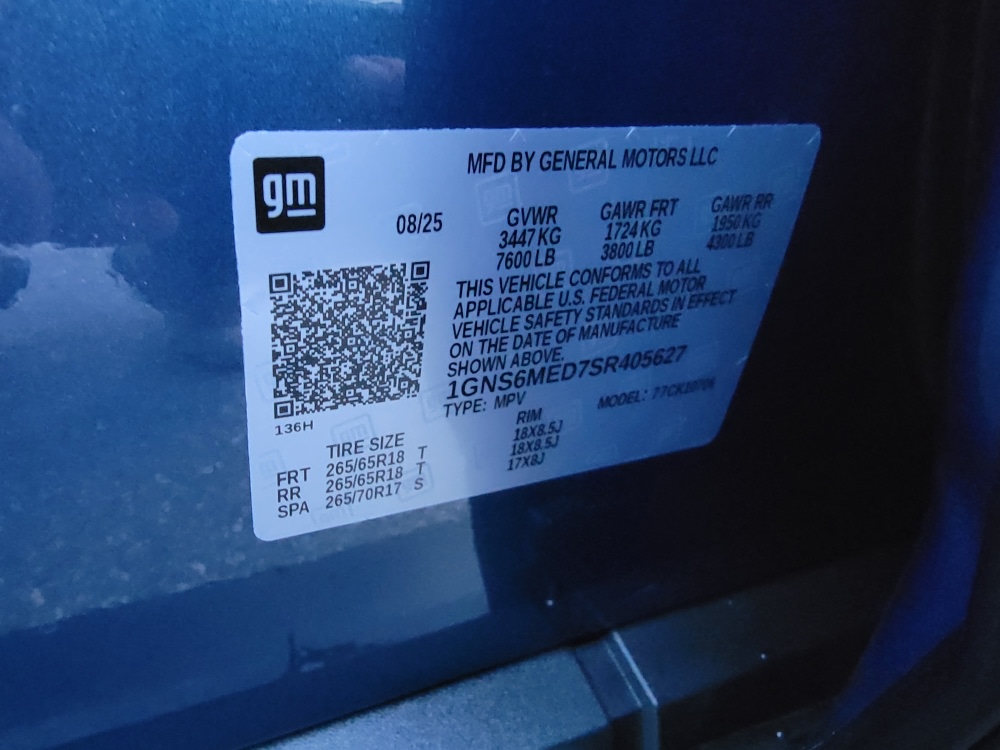 gm
MFD BY GENERAL MOTORS LLC
08/25
GVWR
3447 KG
7600 LB
GAWR FRT
1724 KG
3800 LB
GAWR RR
1950 KG
4300 LB
THIS VEHICLE CONFORMS TO ALL
APPLICABLE U.S. FEDERAL MOTOR
VEHICLE SAFETY STANDARDS IN EFFECT
ON THE DATE OF MANUFACTURE
SHOWN ABOVE.
1GNS6MED7SR405627
TYPE: MPV
MODEL:
136H
TIRE SIZE
RIM
FRT 265/65R18 T 18X8.5J
RR 265/65R18 T 18X8.5J
SPA 265/70R17 S 17X8J